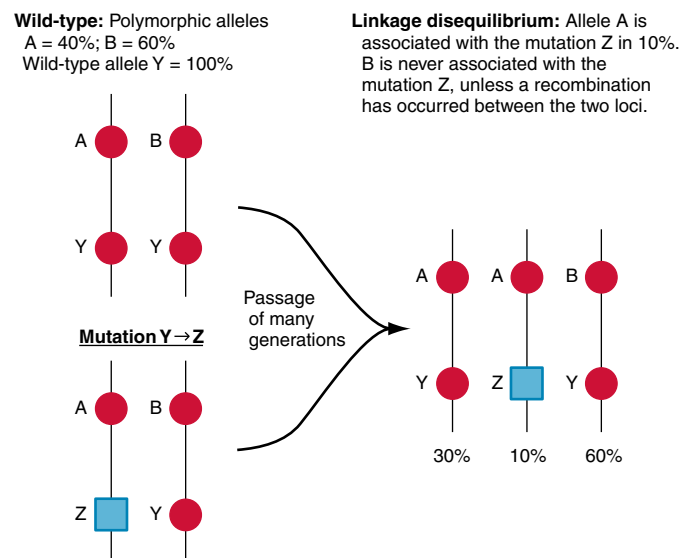 Wild-type: Polymorphic alleles
A = 40%; B = 60%
Wild-type allele Y = 100%
Linkage disequilibrium: Allele A is
associated with the mutation Z in 10%.
B is never associated with the
mutation Z, unless a recombination
has occurred between the two loci.
A B
Y Y
Mutation Y→Z
A B
Z Y
Passage
of many
generations
A A B
Y Z Y
30% 10% 60%